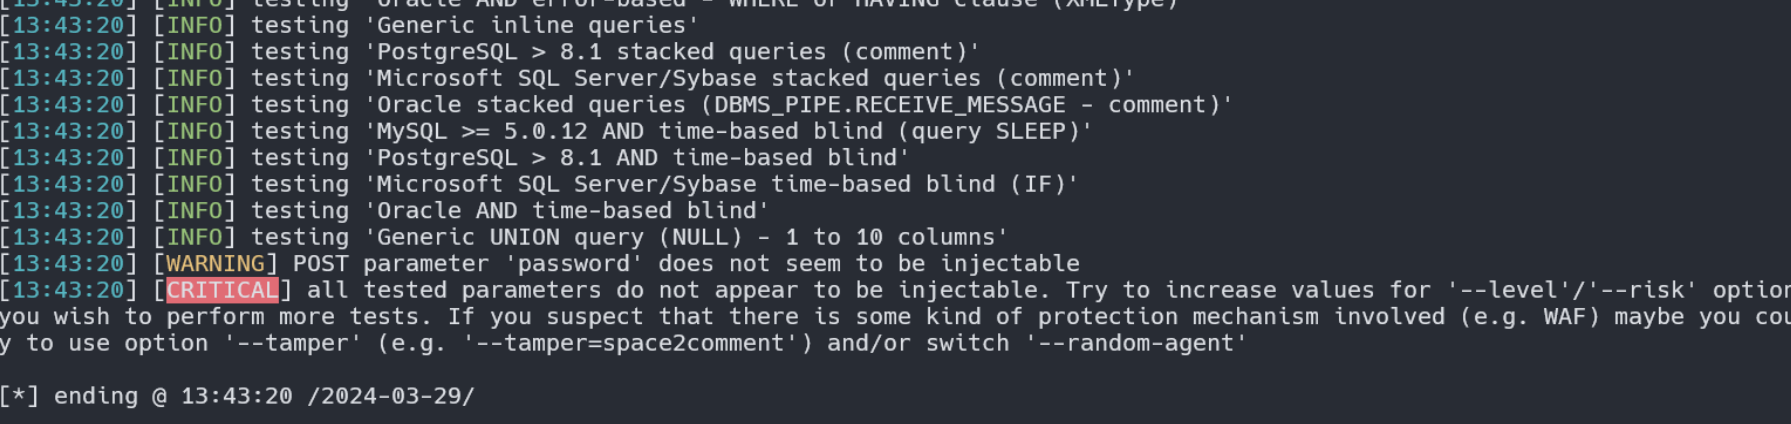 [13:43:20] [INFO] testing 'Oracle AND error-based - WHERE or HAVING clause (XMLType)'
[13:43:20] [INFO] testing 'Generic inline queries'
[13:43:20] [INFO] testing 'PostgreSQL > 8.1 stacked queries (comment)'
[13:43:20] [INFO] testing 'Microsoft SQL Server/Sybase stacked queries (comment)'
[13:43:20] [INFO] testing 'Oracle stacked queries (DBMS_PIPE.RECEIVE_MESSAGE - comment)'
[13:43:20] [INFO] testing 'MySQL >= 5.0.12 AND time-based blind (query SLEEP)'
[13:43:20] [INFO] testing 'PostgreSQL > 8.1 AND time-based blind'
[13:43:20] [INFO] testing 'Microsoft SQL Server/Sybase time-based blind (IF)'
[13:43:20] [INFO] testing 'Oracle AND time-based blind'
[13:43:20] [INFO] testing 'Generic UNION query (NULL) - 1 to 10 columns'
[13:43:20] [WARNING] POST parameter 'password' does not seem to be injectable
[13:43:20] [CRITICAL] all tested parameters do not appear to be injectable. Try to increase values for '--level'/'--risk' option
you wish to perform more tests. If you suspect that there is some kind of protection mechanism involved (e.g. WAF) maybe you cou
y to use option '--tamper' (e.g. '--tamper=space2comment') and/or switch '--random-agent'
[*] ending @ 13:43:20 /2024-03-29/